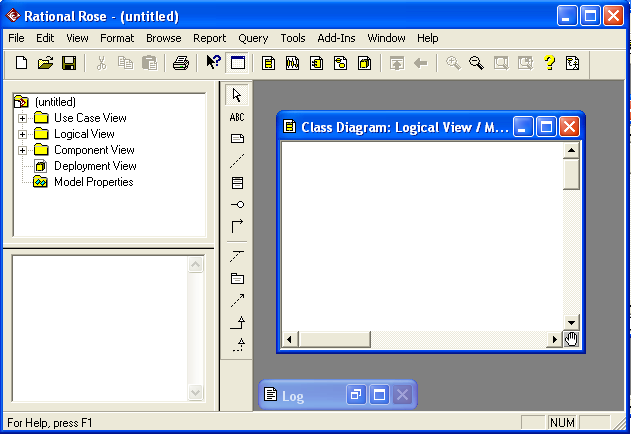 Rational Rose - (untitled)
File Edit View Format Browse Report Query Tools Add-Ins Window Help
(untitled)
Use Case View
Logical View
Component View
Deployment View
Model Properties
ABC
Class Diagram: Logical View / M...
Log
For Help, press F1
NUM